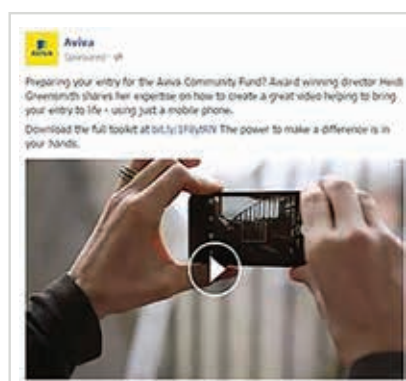 AVIVA
Aviva
Sponsored
Preparing your entry for the Aviva Community Fund? Award winning director Heidi
Greensmith shares her expertise on how to create a great video helping to bring
your entry to life - using just a mobile phone.
Download the full toolkit at The power to make a difference is in
your hands.